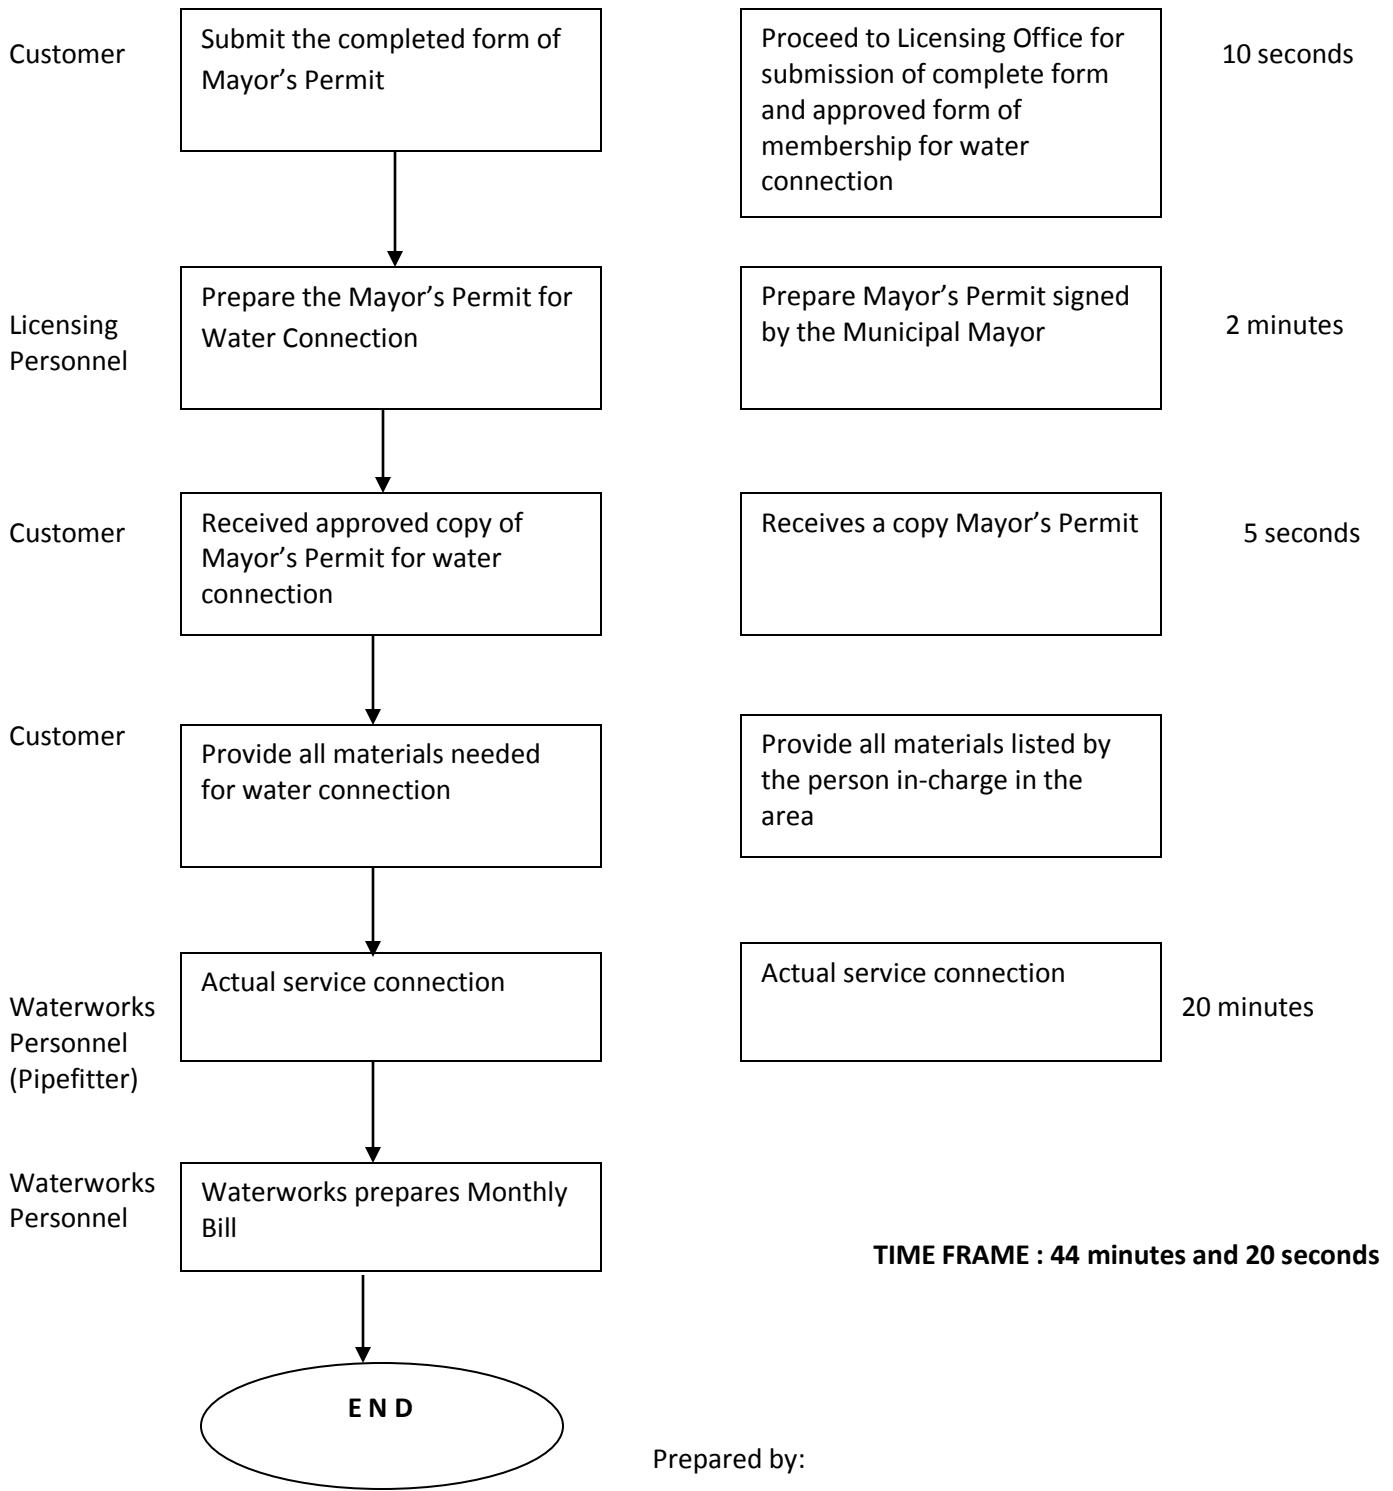 Customer
Submit the completed form of
Mayor's Permit
Proceed to Licensing Office for
submission of complete form
and approved form of
membership for water
connection
10 seconds
Licensing
Personnel
Prepare the Mayor's Permit for
Water Connection
Prepare Mayor's Permit signed
by the Municipal Mayor
2 minutes
Customer
Received approved copy of
Mayor's Permit for water
connection
Receives a copy Mayor's Permit
5 seconds
Customer
Provide all materials needed
for water connection
Provide all materials listed by
the person in-charge in the
area
Waterworks
Personnel
(Pipefitter)
Actual service connection
Actual service connection
20 minutes
Waterworks
Personnel
Waterworks prepares Monthly
Bill
TIME FRAME : 44 minutes and 20 seconds
E N D
Prepared by: